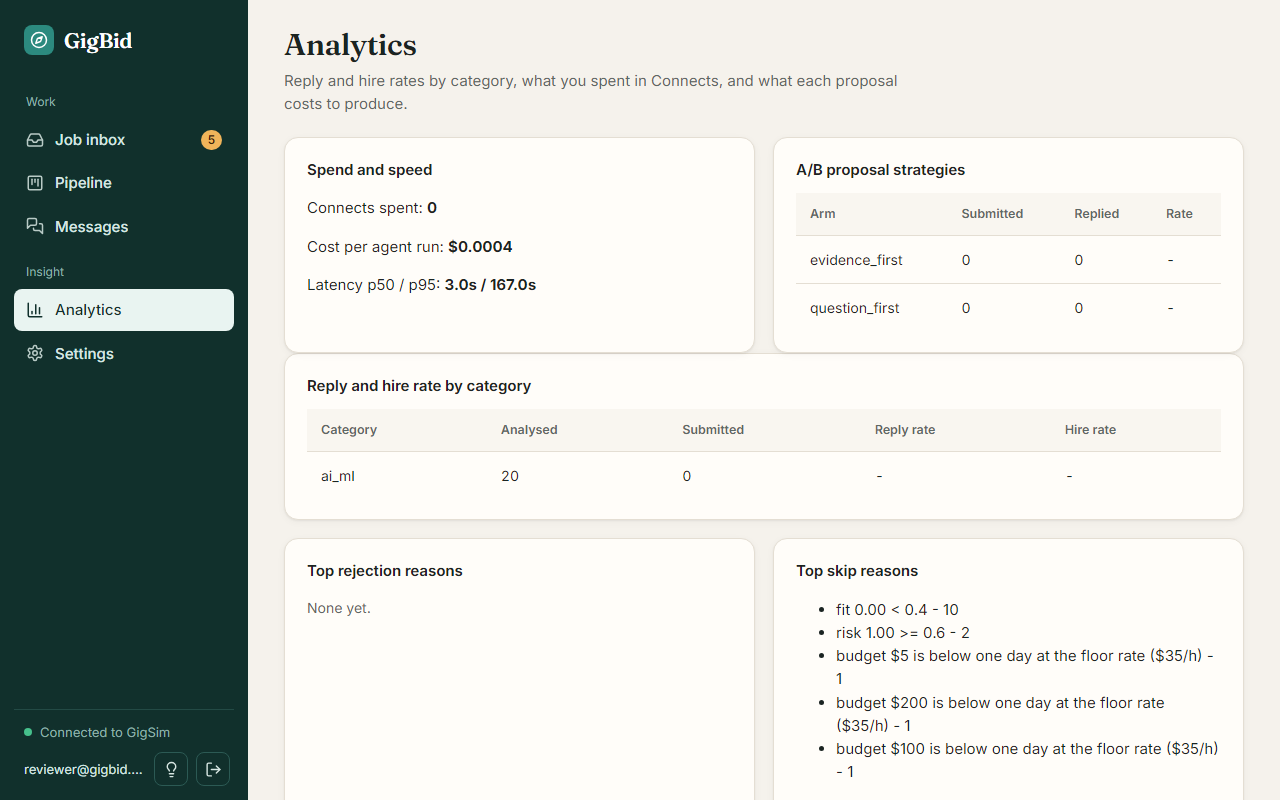 GigBid
Work
Job inbox 5
Pipeline
Messages
Insight
Analytics
Settings
Connected to GigSim
reviewer@gigbid....
Analytics
Reply and hire rates by category, what you spent in Connects, and what each proposal
costs to produce.
Spend and speed
Connects spent: 0
Cost per agent run: $0.0004
Latency p50 / p95: 3.0s / 167.0s
A/B proposal strategies
Arm Submitted Replied Rate
evidence_first 0 0 -
question_first 0 0 -
Reply and hire rate by category
Category Analysed Submitted Reply rate Hire rate
ai_ml 20 0 - -
Top rejection reasons
None yet.
Top skip reasons
fit 0.00 < 0.4 - 10
risk 1.00 >= 0.6 - 2
budget $5 is below one day at the floor rate ($35/h) -
1
budget $200 is below one day at the floor rate
($35/h) - 1
budget $100 is below one day at the floor rate ($35/h)
- 1